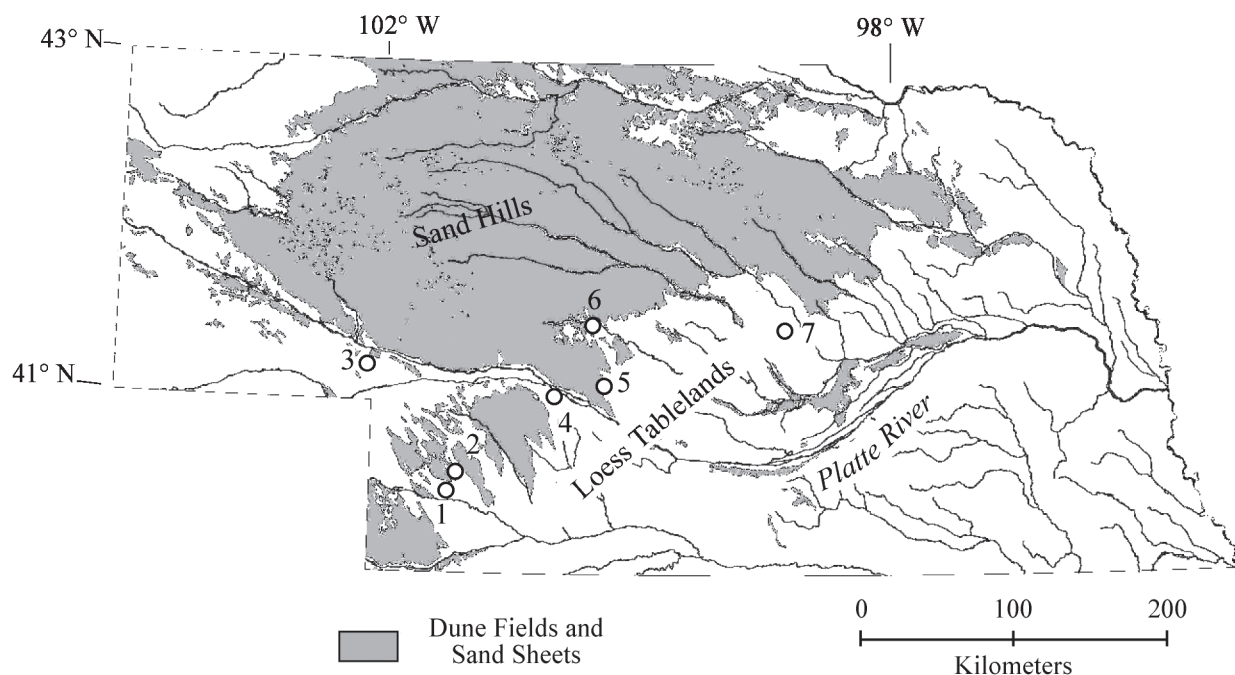 102° W
98° W
43° N
Sand Hills
6
7
3
41° N
5
4
Loess Tablelands
2
Platte River
1
Dune Fields and
Sand Sheets
0 100 200
Kilometers